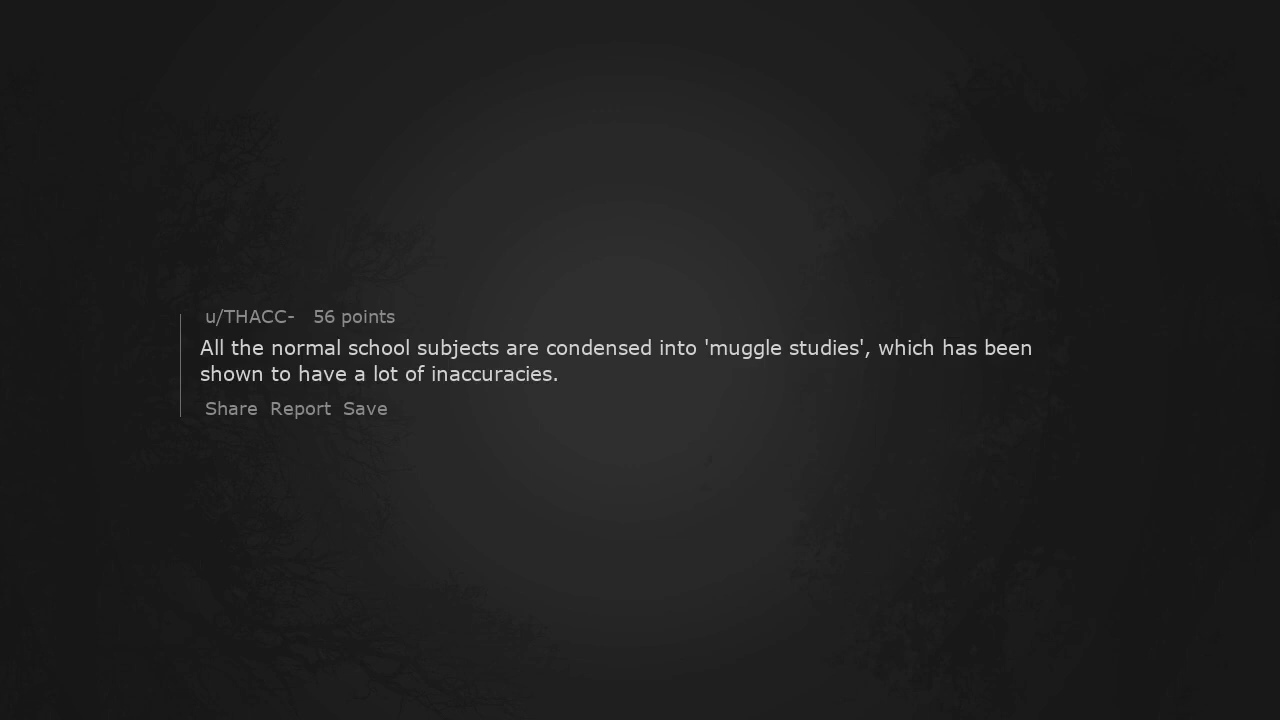 u/THACC- 56 points
All the normal school subjects are condensed into 'muggle studies', which has been
shown to have a lot of inaccuracies.
Share Report Save